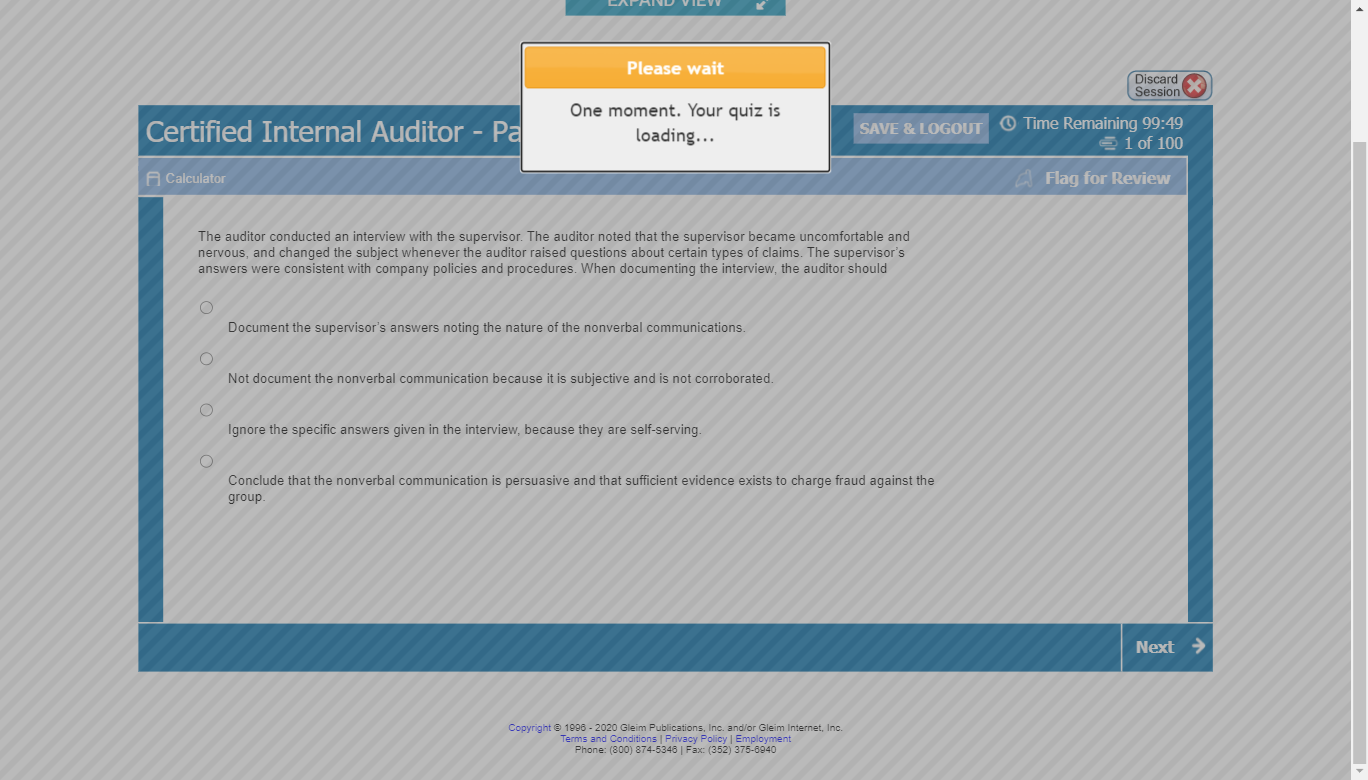 EXPAND VIEW
Please wait
One moment. Your quiz is
loading...
Discard
Session
Certified Internal Auditor - Pa
SAVE & LOGOUT
Time Remaining 99:49
1 of 100
Calculator
Flag for Review
The auditor conducted an interview with the supervisor. The auditor noted that the supervisor became uncomfortable and
nervous, and changed the subject whenever the auditor raised questions about certain types of claims. The supervisor's
answers were consistent with company policies and procedures. When documenting the interview, the auditor should
Document the supervisor's answers noting the nature of the nonverbal communications.
Not document the nonverbal communication because it is subjective and is not corroborated.
Ignore the specific answers given in the interview, because they are self-serving.
Conclude that the nonverbal communication is persuasive and that sufficient evidence exists to charge fraud against the
group.
Next
Copyright © 1996 - 2020 Gleim Publications, Inc. and/or Gleim Internet, Inc.
Terms and Conditions | Privacy Policy | Employment
Phone: (800) 874-5346 | Fax: (352) 375-6940